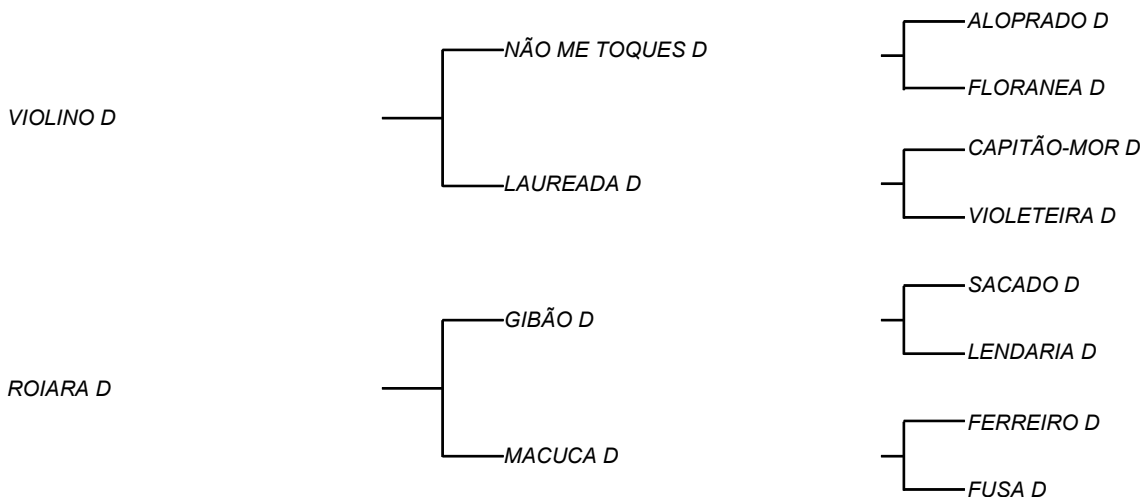 ALOPRADO D
NÃO ME TOQUES D
FLORANEA D
VIOLINO D
CAPITÃO-MOR D
LAUREADA D
VIOLETEIRA D
SACADO D
GIBÃO D
LENDARIA D
ROIARA D
FERREIRO D
MACUCA D
FUSA D